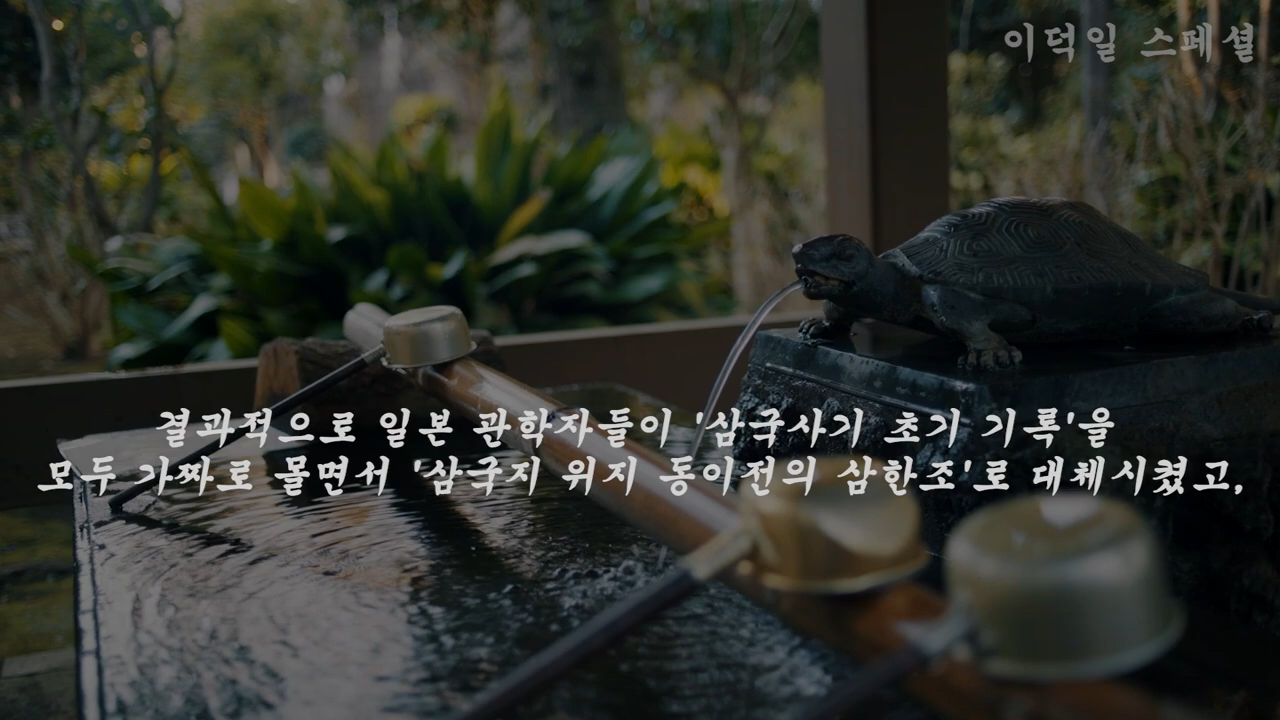 이덕일 스페셜
결과적으로 일본 관학자들이 '삼국사기 초기 기록'을
모두 가짜로 몰면서 '삼국지 위지 동이전의 삼한조'로 대체시켰고,